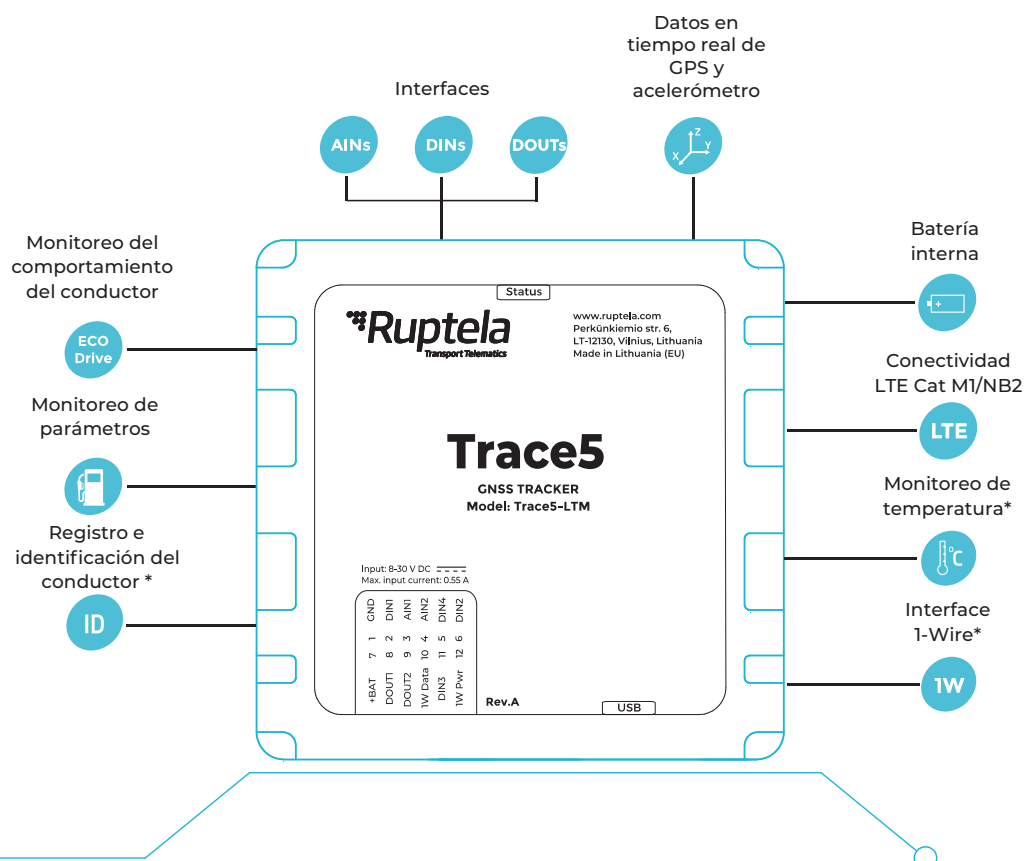 Datos en
tiempo real de
GPS y
acelerómetro
Interfaces
AINs
DINs
DOUTs
Z
X
Y
Monitoreo del
comportamiento
del conductor
ECO
Drive
Monitoreo de
parámetros
Registro e
identificación del
conductor *
ID
Batería
interna
+
Conectividad
LTE Cat M1/NB2
LTE
Monitoreo de
temperatura*
°C
Interface
1-Wire*
1W
Status
Ruptela
Transport Telematics
www.ruptela.com
Perkūnkiemio str. 6,
LT-12130, Vilnius, Lithuania
Made in Lithuania (EU)
Trace5
GNSS TRACKER
Model: Trace5-LTM
Input: 8-30 V DC
Max. input current: 0.55 A
+BAT 7 1 GND
DOUT1 8 2 DIN1
DOUT2 9 3 AIN1
1W Data 10 4 AIN2
DIN3 11 5 DIN4
1W Pwr 12 6 DIN2
Rev.A
USB